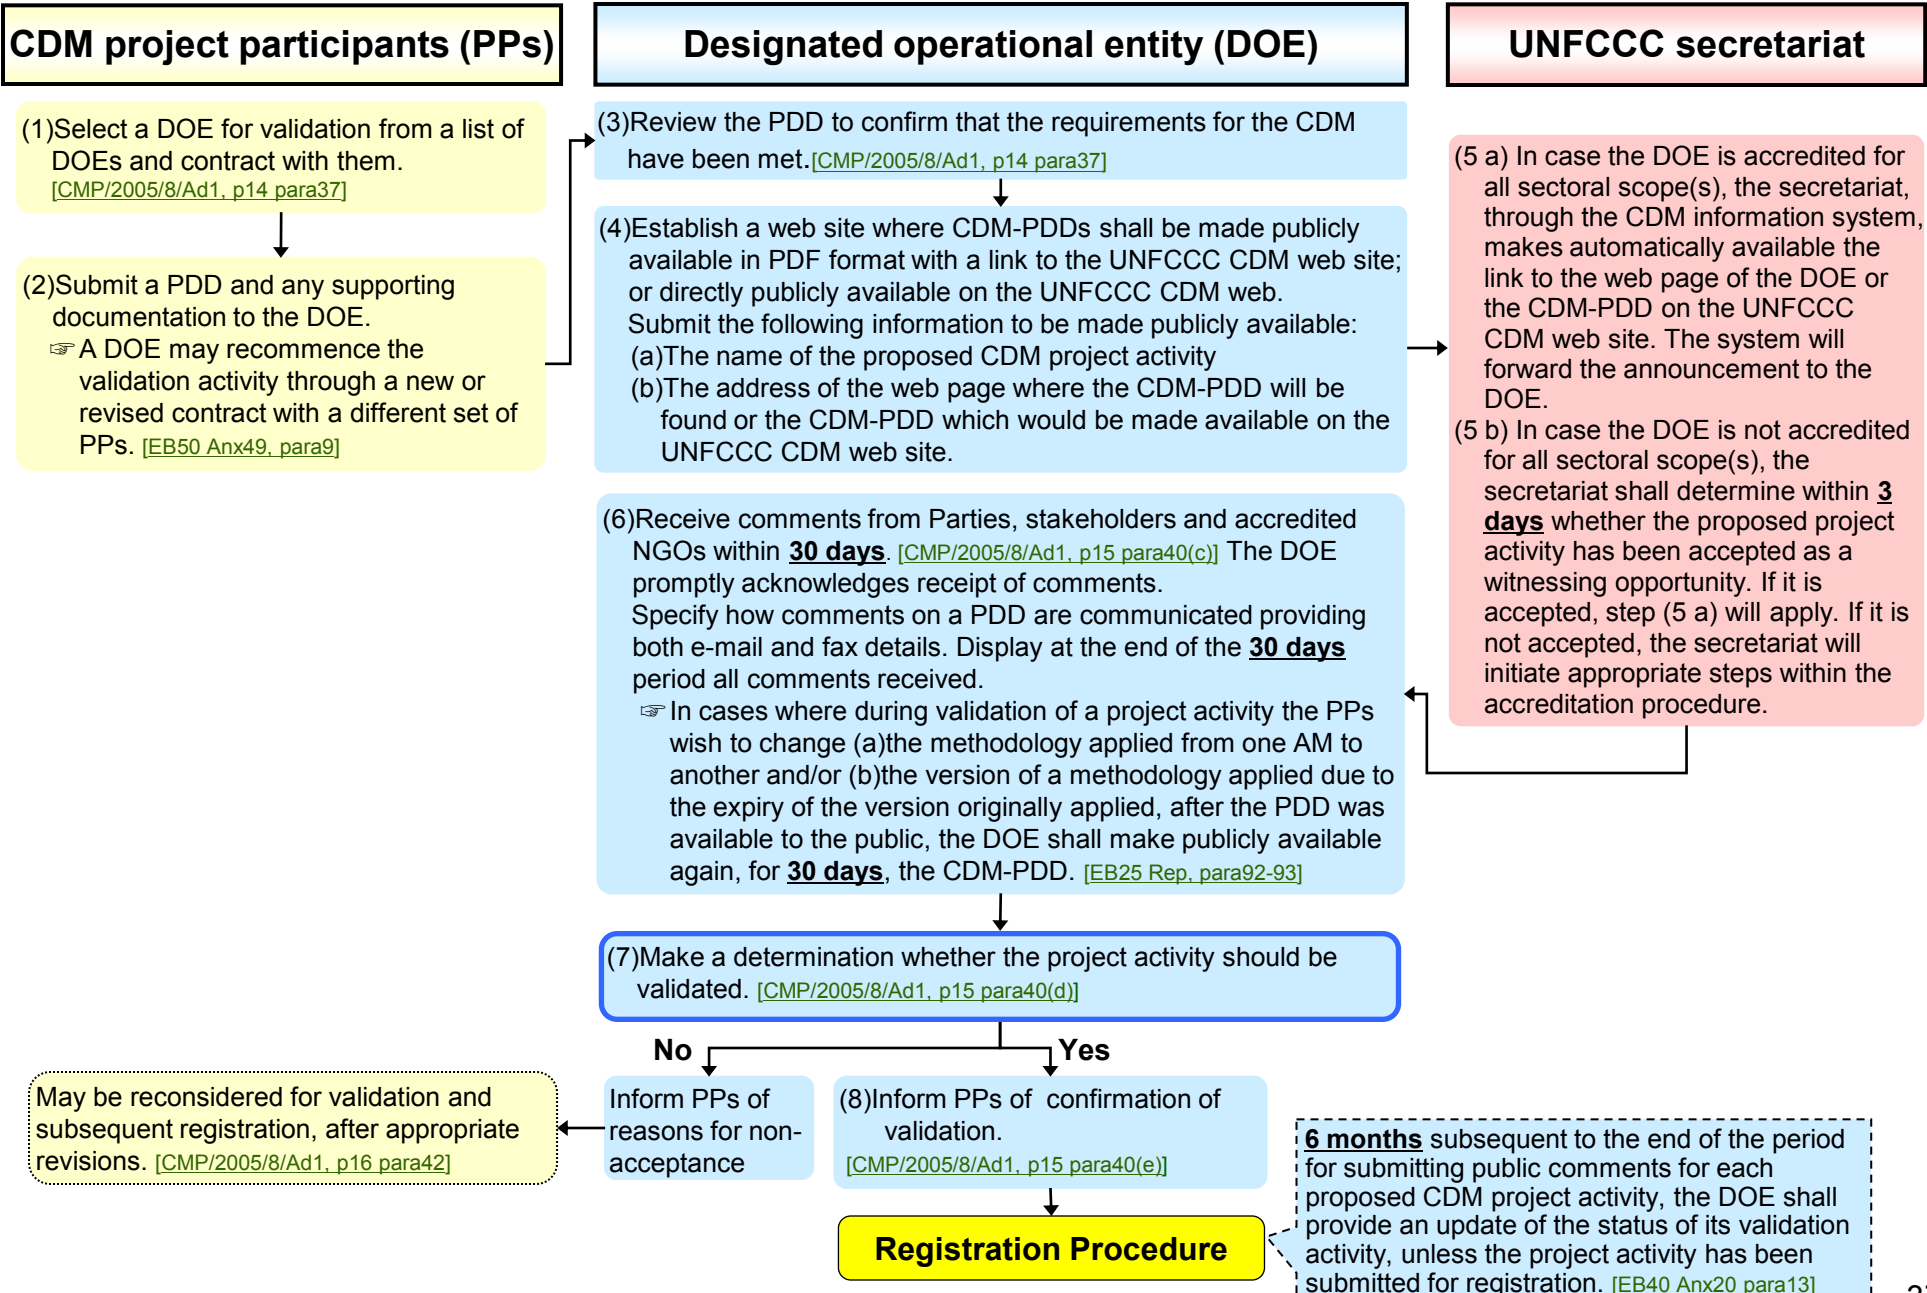 CDM project participants (PPs)
Designated operational entity (DOE)
UNFCCC secretariat
(1)Select a DOE for validation from a list of
DOEs and contract with them.
[CMP/2005/8/Ad1, p14 para37]
(2)Submit a PDD and any supporting
documentation to the DOE.
☞A DOE may recommence the
validation activity through a new or
revised contract with a different set of
PPs. [EB50 Anx49, para9]
(3)Review the PDD to confirm that the requirements for the CDM
have been met.[CMP/2005/8/Ad1, p14 para37]
(4)Establish a web site where CDM-PDDs shall be made publicly
available in PDF format with a link to the UNFCCC CDM web site;
or directly publicly available on the UNFCCC CDM web.
Submit the following information to be made publicly available:
(a)The name of the proposed CDM project activity
(b)The address of the web page where the CDM-PDD will be
found or the CDM-PDD which would be made available on the
UNFCCC CDM web site.
(5 a) In case the DOE is accredited for
all sectoral scope(s), the secretariat,
through the CDM information system,
makes automatically available the
link to the web page of the DOE or
the CDM-PDD on the UNFCCC
CDM web site. The system will
forward the announcement to the
DOE.
(5 b) In case the DOE is not accredited
for all sectoral scope(s), the
secretariat shall determine within 3
days whether the proposed project
activity has been accepted as a
witnessing opportunity. If it is
accepted, step (5 a) will apply. If it is
not accepted, the secretariat will
initiate appropriate steps within the
accreditation procedure.
(6)Receive comments from Parties, stakeholders and accredited
NGOs within 30 days. [CMP/2005/8/Ad1, p15 para40(c)] The DOE
promptly acknowledges receipt of comments.
Specify how comments on a PDD are communicated providing
both e-mail and fax details. Display at the end of the 30 days
period all comments received.
☞In cases where during validation of a project activity the PPs
wish to change (a)the methodology applied from one AM to
another and/or (b)the version of a methodology applied due to
the expiry of the version originally applied, after the PDD was
available to the public, the DOE shall make publicly available
again, for 30 days, the CDM-PDD. [EB25 Rep, para92-93]
(7)Make a determination whether the project activity should be
validated. [CMP/2005/8/Ad1, p15 para40(d)]
No
Yes
May be reconsidered for validation and
subsequent registration, after appropriate
revisions. [CMP/2005/8/Ad1, p16 para42]
Inform PPs of
reasons for non-
acceptance
(8)Inform PPs of confirmation of
validation.
[CMP/2005/8/Ad1, p15 para40(e)]
Registration Procedure
6 months subsequent to the end of the period
for submitting public comments for each
proposed CDM project activity, the DOE shall
provide an update of the status of its validation
activity, unless the project activity has been
submitted for registration. [EB40 Anx20 para13]